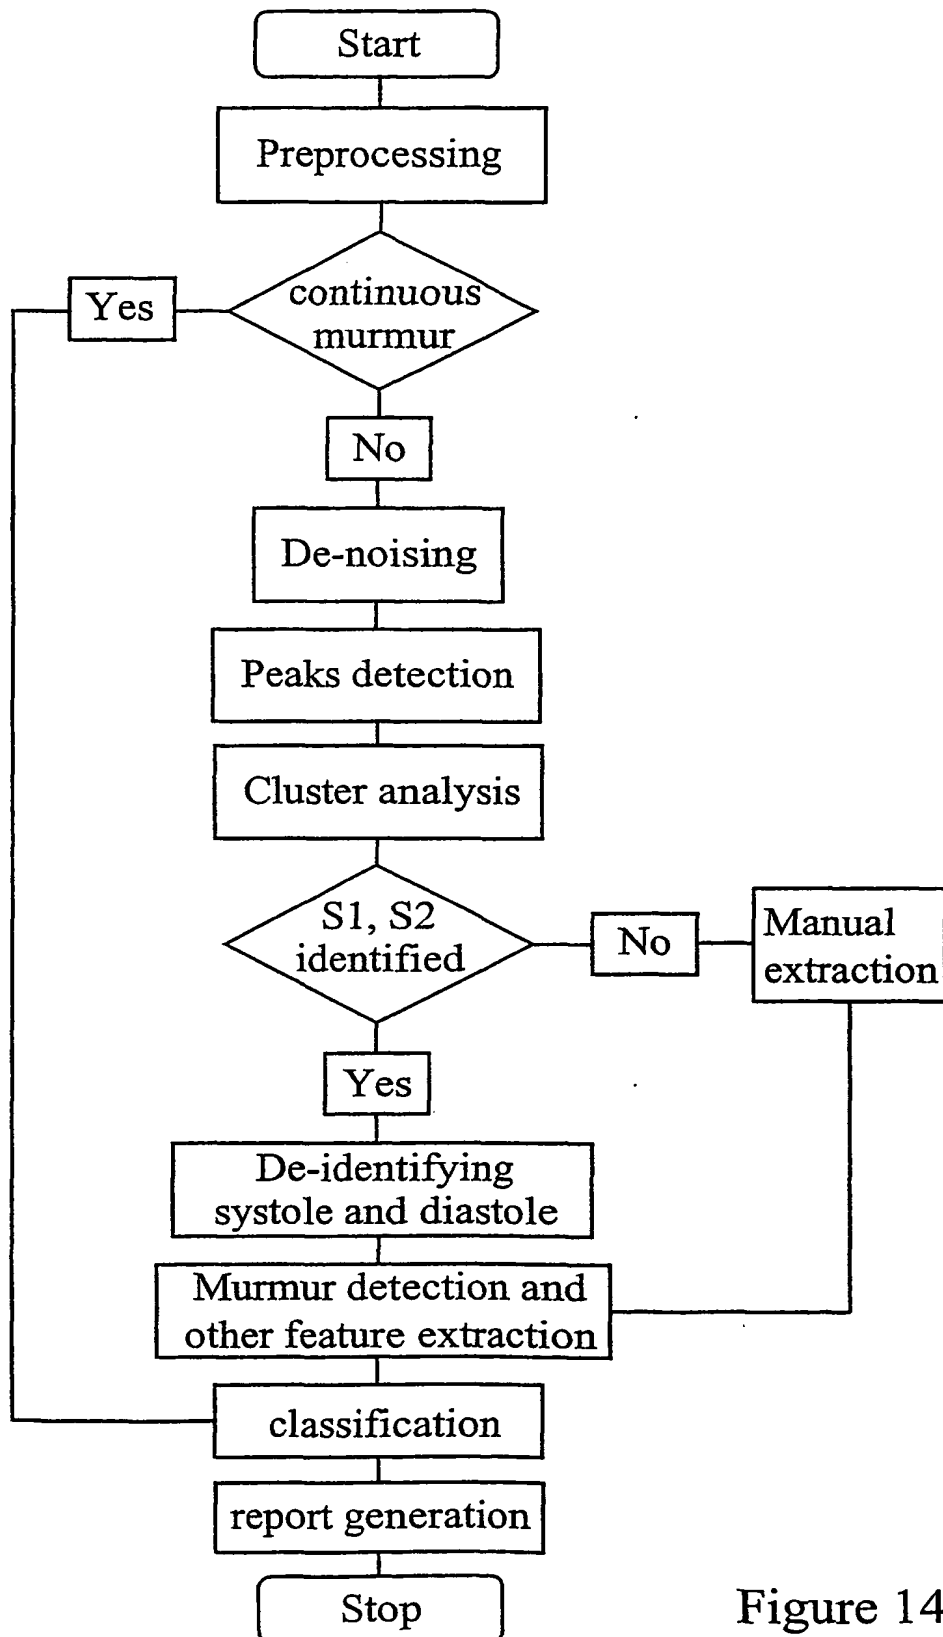 Start
Preprocessing
continuous
murmur
Yes
No
De-noising
Peaks detection
Cluster analysis
S1, S2
identified
No
Manual
extraction
Yes
De-identifying
systole and diastole
Murmur detection and
other feature extraction
classification
report generation
Stop
Figure 14